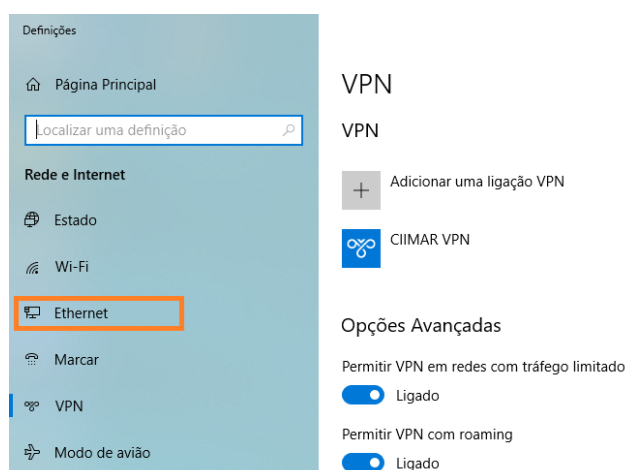 Definições
Página Principal
Localizar uma definição
Rede e Internet
Estado
Wi-Fi
Ethernet
Marcar
VPN
Modo de avião
VPN
VPN
Adicionar uma ligação VPN
CIIMAR VPN
Opções Avançadas
Permitir VPN em redes com tráfego limitado
Ligado
Permitir VPN com roaming
Ligado